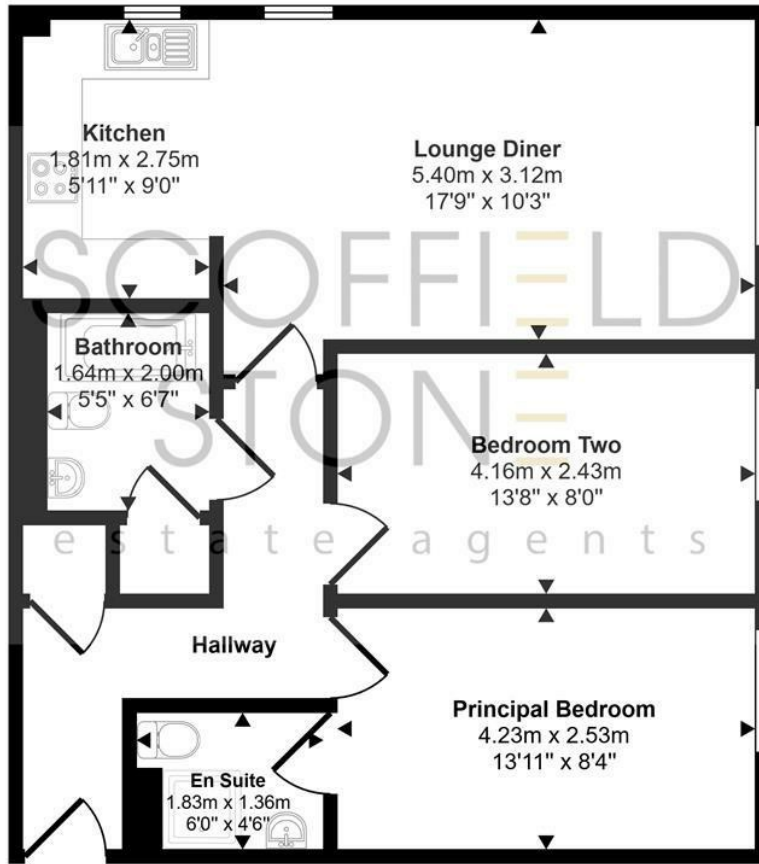 Kitchen
1.81m x 2.75m
5'11" x 9'0"
Lounge Diner
5.40m x 3.12m
17'9" x 10'3"
SCOFFIELD
STONE
estate agents
Bathroom
1.64m x 2.00m
5'5" x 6'7"
Bedroom Two
4.16m x 2.43m
13'8" x 8'0"
Hallway
Principal Bedroom
4.23m x 2.53m
13'11" x 8'4"
En Suite
1.83m x 1.36m
6'0" x 4'6"